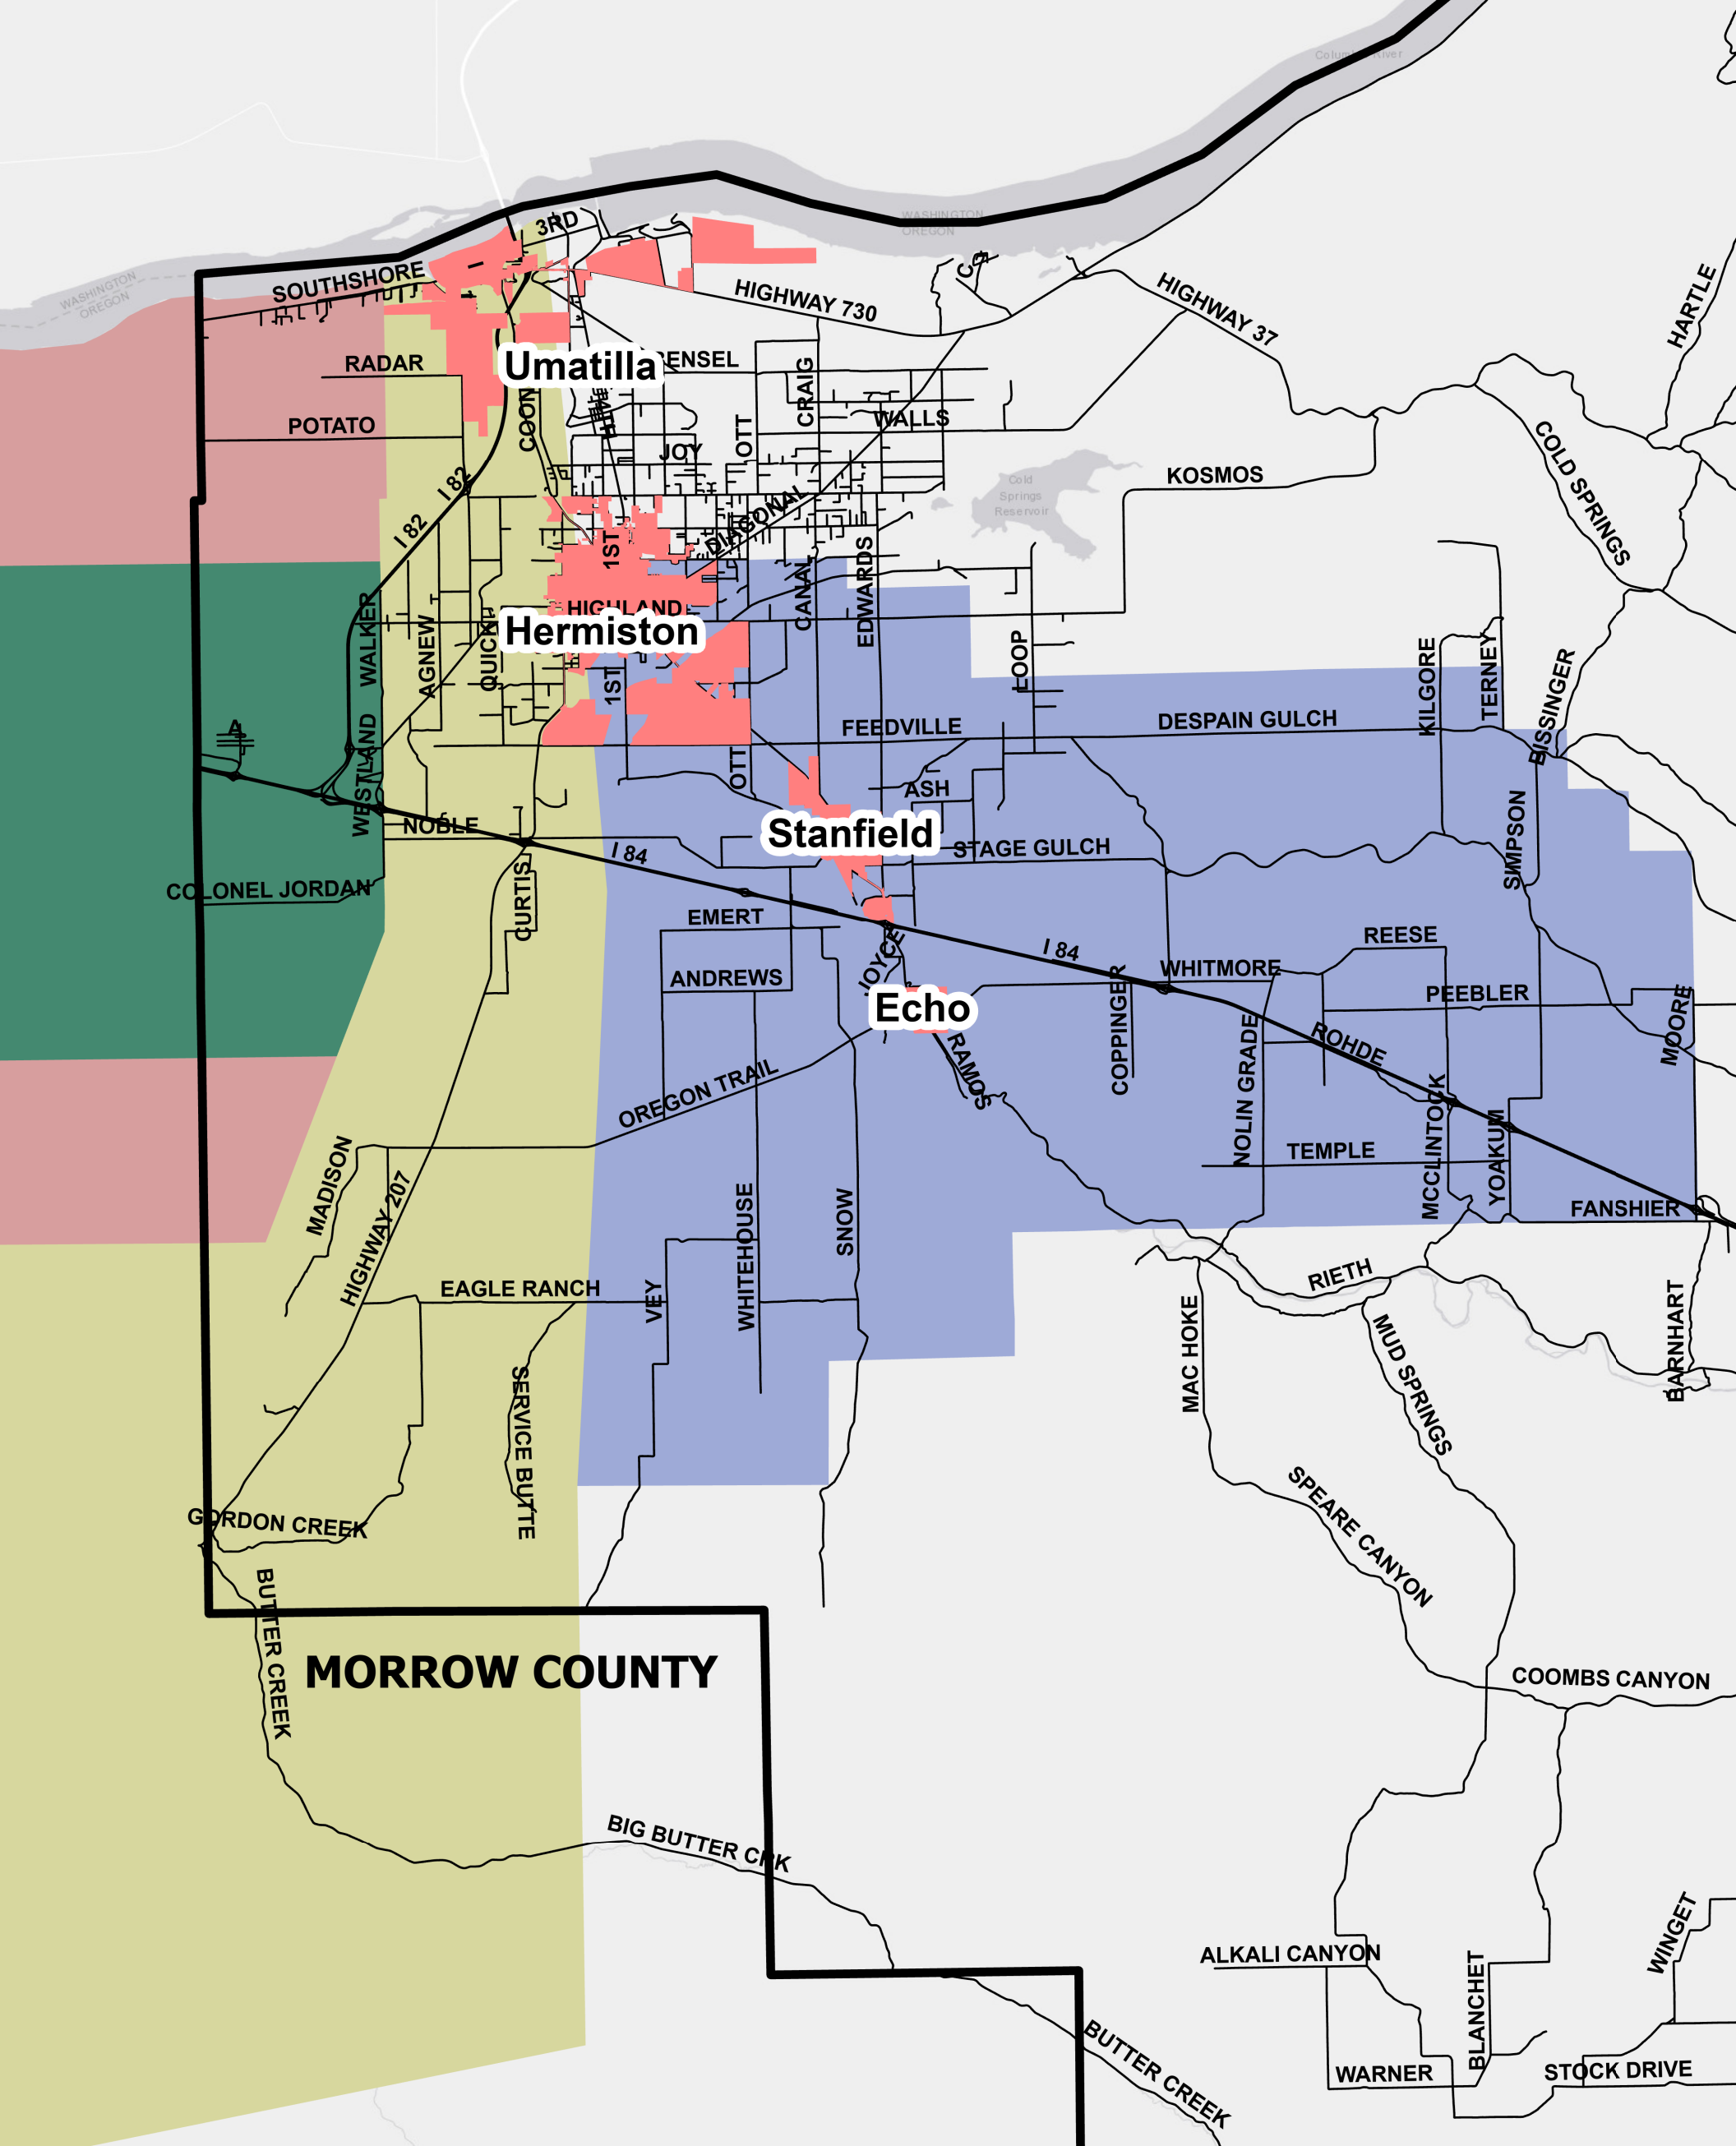 Columbia River
WASHINGTON
OREGON
3RD
WASHINGTON
OREGON
SOUTHSHORE
C
HIGHWAY 730
HIGHWAY 37
HARTLE
RADAR
Umatilla
ENSEL
CRAIG
POTATO
COON
OTT
WALLS
JOY
COLD SPRINGS
I 82
KOSMOS
Cold
Springs
Reservoir
I 82
DIAGONAL
1ST
EDWARDS
CANAL
WALKER
AGNEW
QUICK
HIGHLAND
Hermiston
LOOP
KILGORE
TERNEY
BISSINGER
1ST
A
FEEDVILLE
DESPAIN GULCH
WESTLAND
OTT
ASH
NOBLE
Stanfield
STAGE GULCH
SIMPSON
I 84
COLONEL JORDAN
CURTIS
EMERT
REESE
I 84
JOYCE
ANDREWS
WHITMORE
Echo
COPPINGER
PEEBLER
MOORE
ROHDE
RAMOS
NOLIN GRADE
OREGON TRAIL
MCCLINTOCK
YOAKUM
MADISON
TEMPLE
FANSHIER
HIGHWAY 207
WHITEHOUSE
SNOW
EAGLE RANCH
VEY
RIETH
MAC HOKE
MUD SPRINGS
BARNHART
SERVICE BUTTE
GORDON CREEK
SPEARE CANYON
BUTTER CREEK
MORROW COUNTY
COOMBS CANYON
BIG BUTTER CRK
WINGET
ALKALI CANYON
BLANCHET
BUTTER CREEK
WARNER
STOCK DRIVE